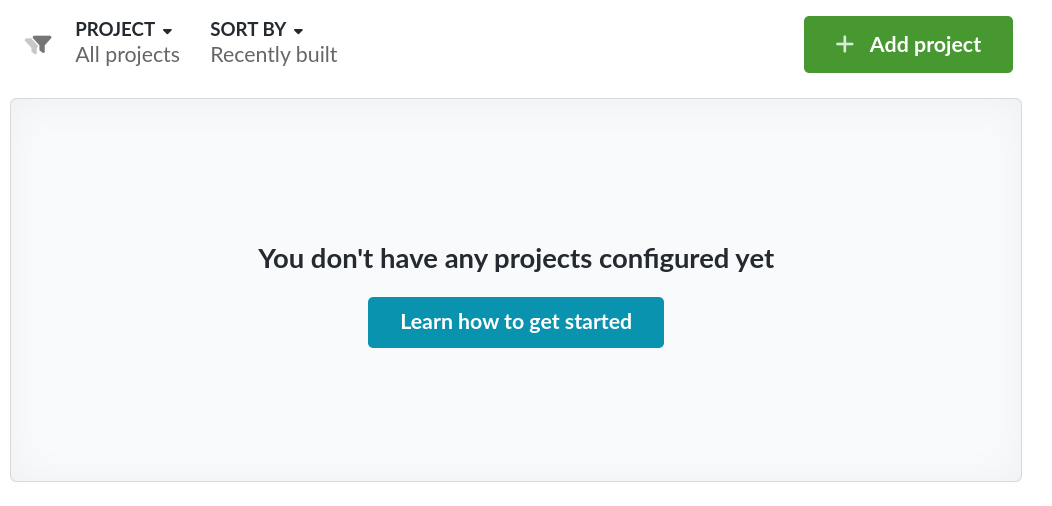 PROJECT
All projects
SORT BY
Recently built
Add project
You don't have any projects configured yet
Learn how to get started